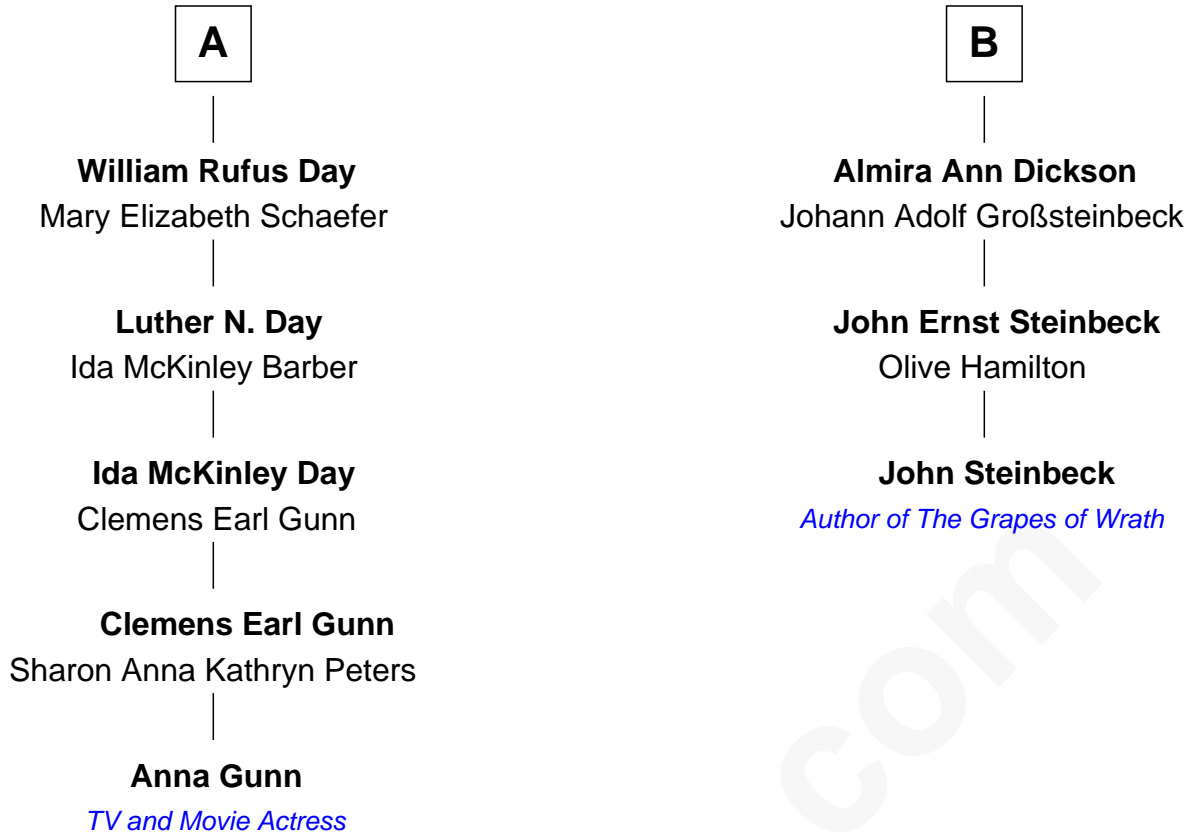 A
William Rufus Day
Mary Elizabeth Schaefer
Luther N. Day
Ida McKinley Barber
Ida McKinley Day
Clemens Earl Gunn
Clemens Earl Gunn
Sharon Anna Kathryn Peters
Anna Gunn
TV and Movie Actress
B
Almira Ann Dickson
Johann Adolf Großsteinbeck
John Ernst Steinbeck
Olive Hamilton
John Steinbeck
Author of The Grapes of Wrath
com